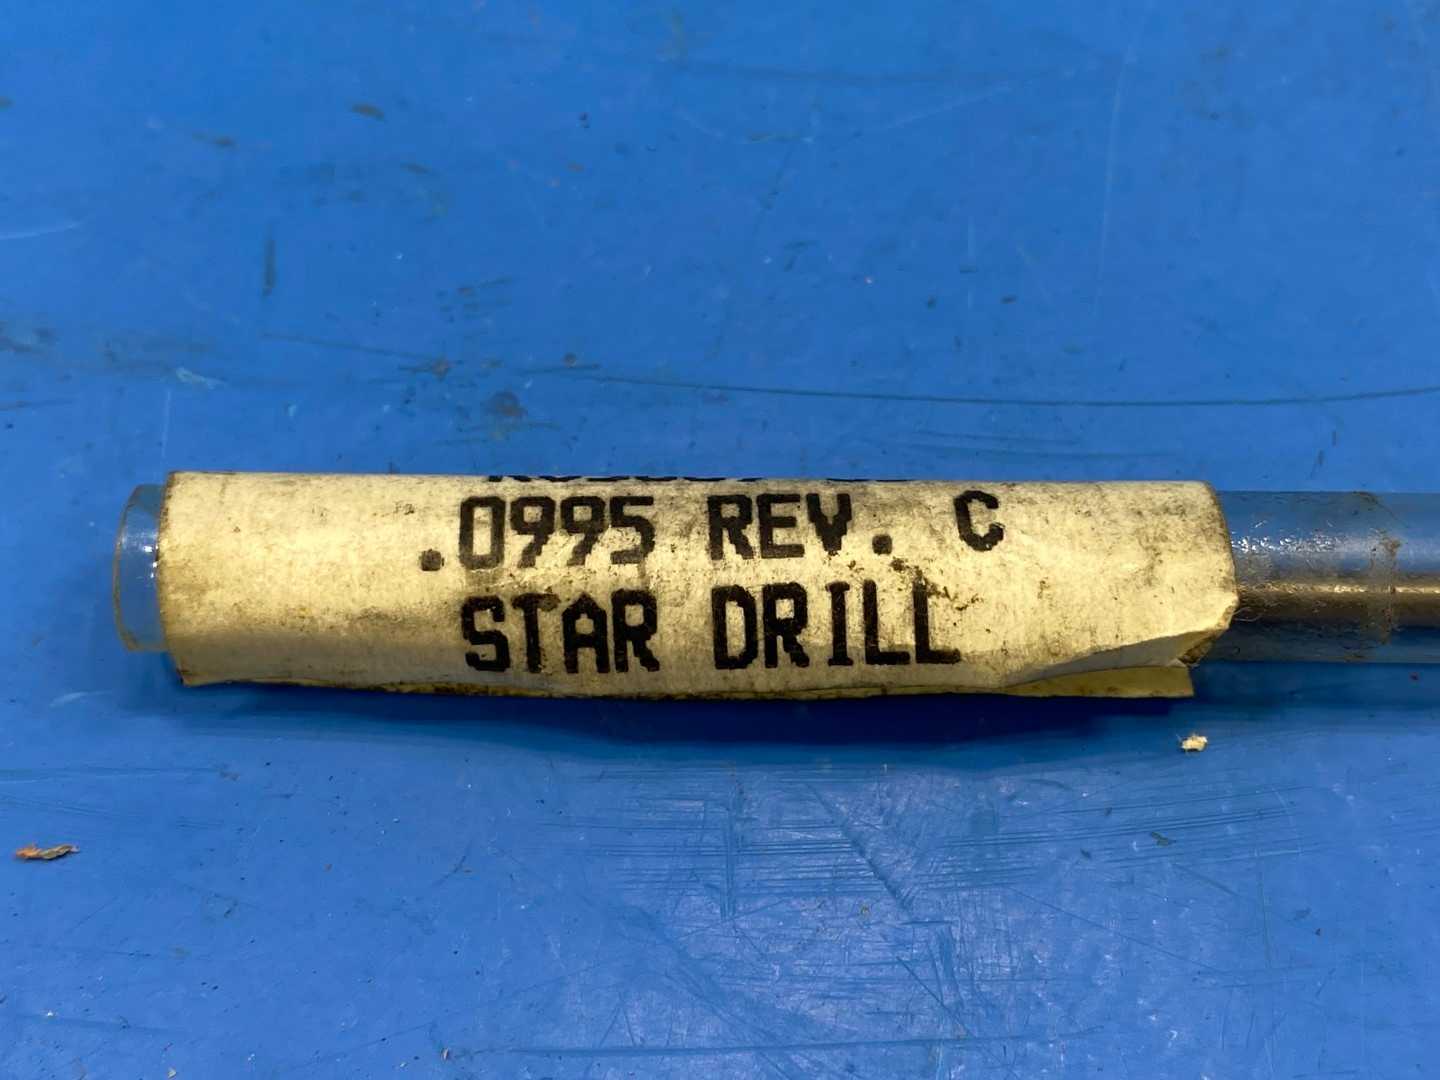 .0995 REV. C
STAR DRILL